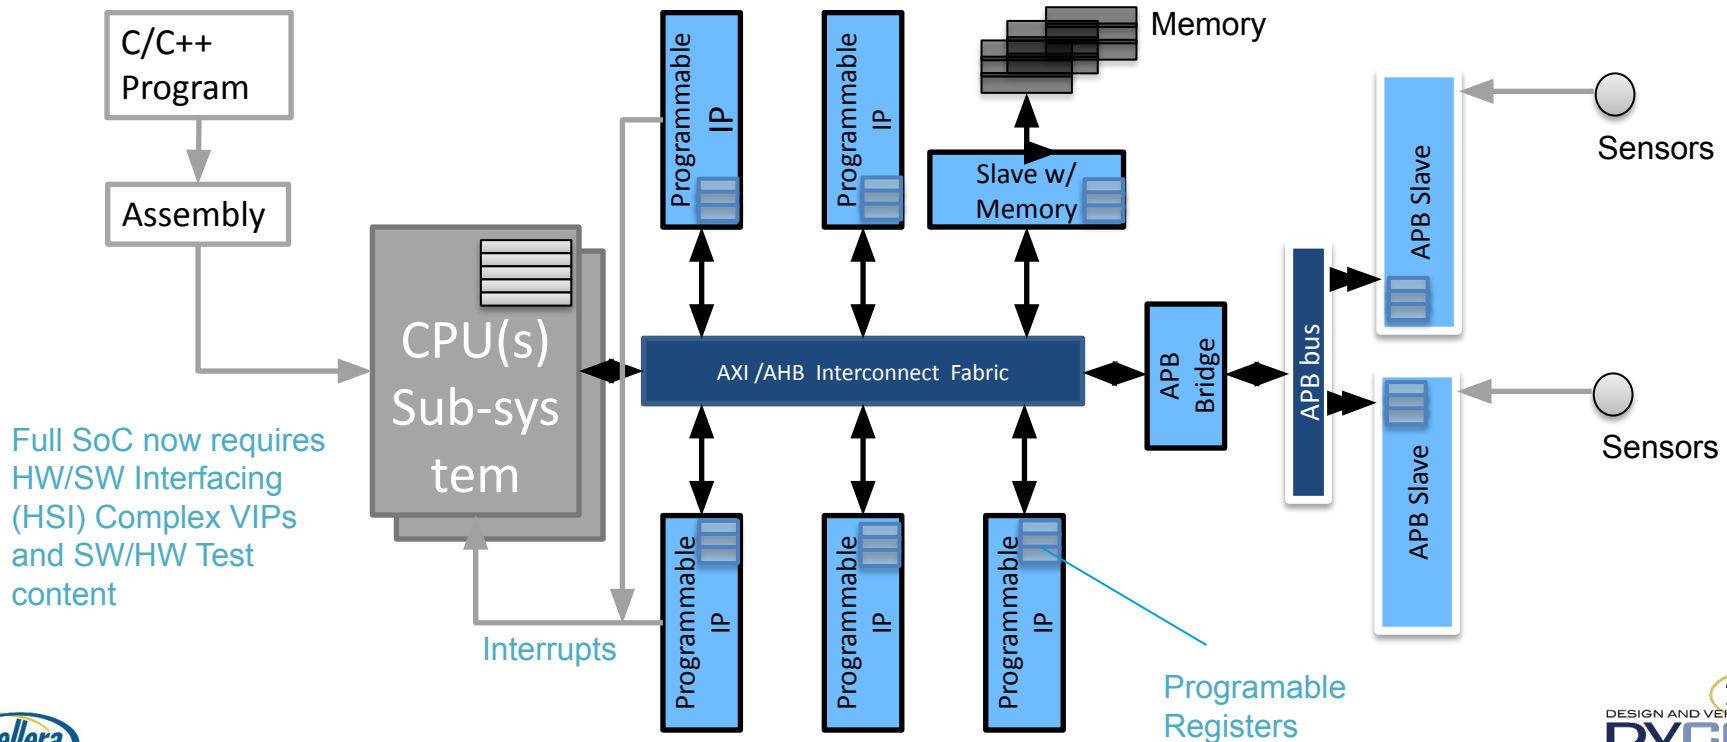 C/C++
Program
Assembly
CPU(s)
Sub-sys
tem
Full SoC now requires
HW/SW Interfacing
(HSI) Complex VIPs
and SW/HW Test
content
Interrupts
Programmable
IP
Programmable
IP
Slave w/
Memory
Memory
AXI /AHB Interconnect Fabric
Programmable
IP
Programmable
IP
Programmable
IP
APB
Bridge
APB bus
APB Slave
Sensors
APB Slave
Sensors
Programable
Registers
DESIGN AND VER